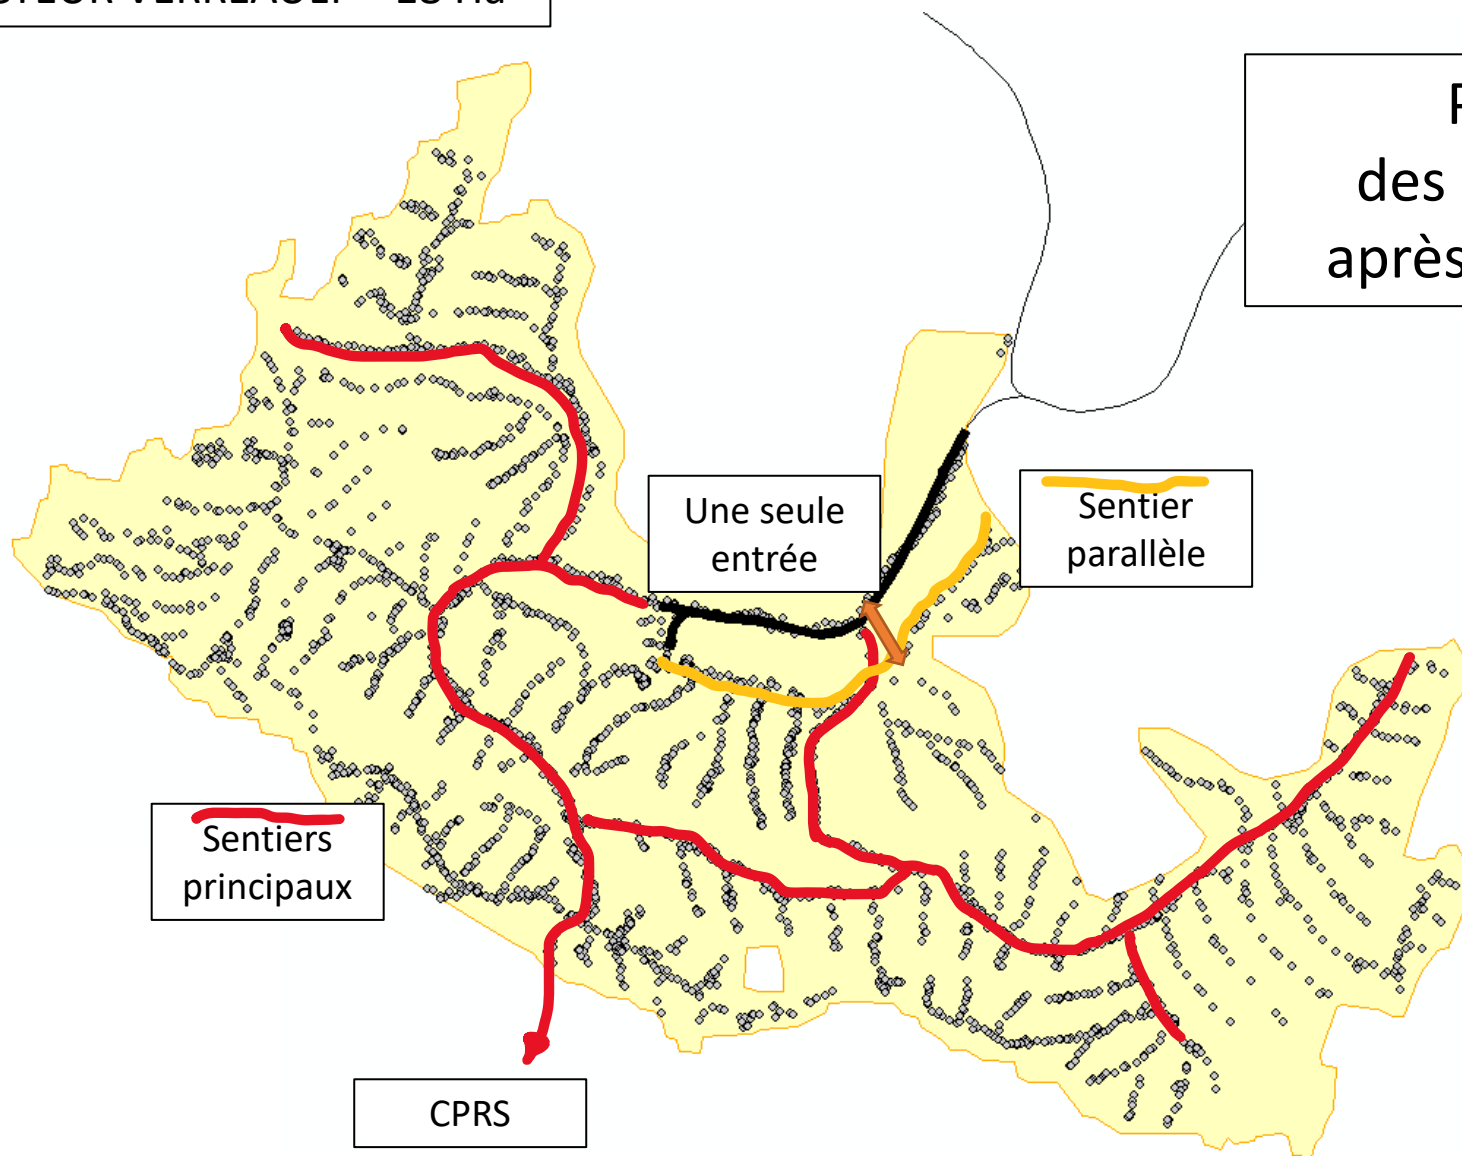 des
après
Une seule
entrée
Sentier
parallèle
Sentiers
principaux
CPRS